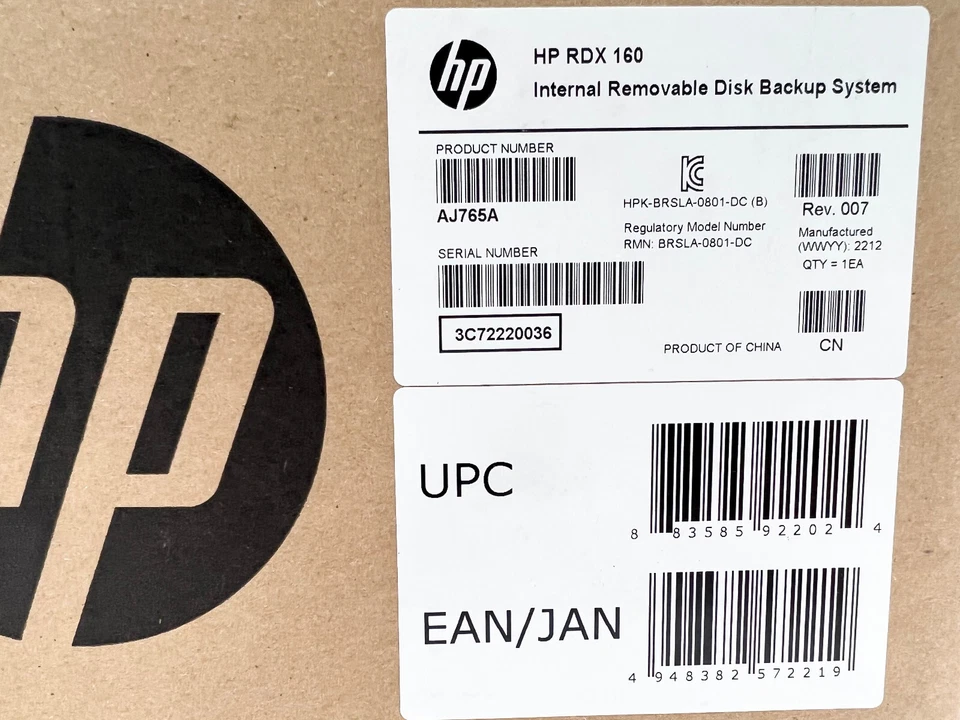 hp
hp
HP RDX 160
Internal Removable Disk Backup System
PRODUCT NUMBER
AJ765A
SERIAL NUMBER
3C72220036
HPK-BRSLA-0801-DC (B)
Regulatory Model Number
RMN: BRSLA-0801-DC
PRODUCT OF CHINA
Rev. 007
Manufactured
(WWYY): 2212
QTY = 1EA
CN
UPC
8 83585 92202 4
EAN/JAN
4 948382 572219